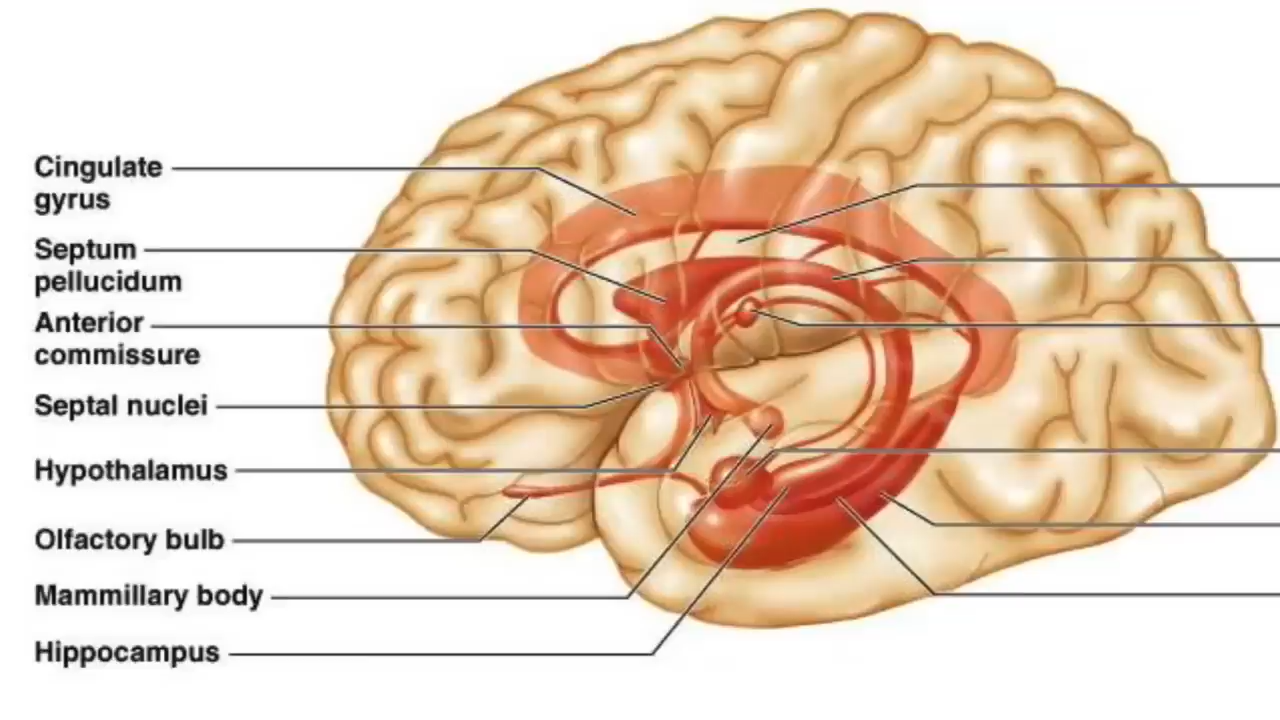 Cingulate
gyrus
Septum
pellucidum
Anterior
commissure
Septal nuclei
Hypothalamus
Olfactory bulb
Mammillary body
Hippocampus